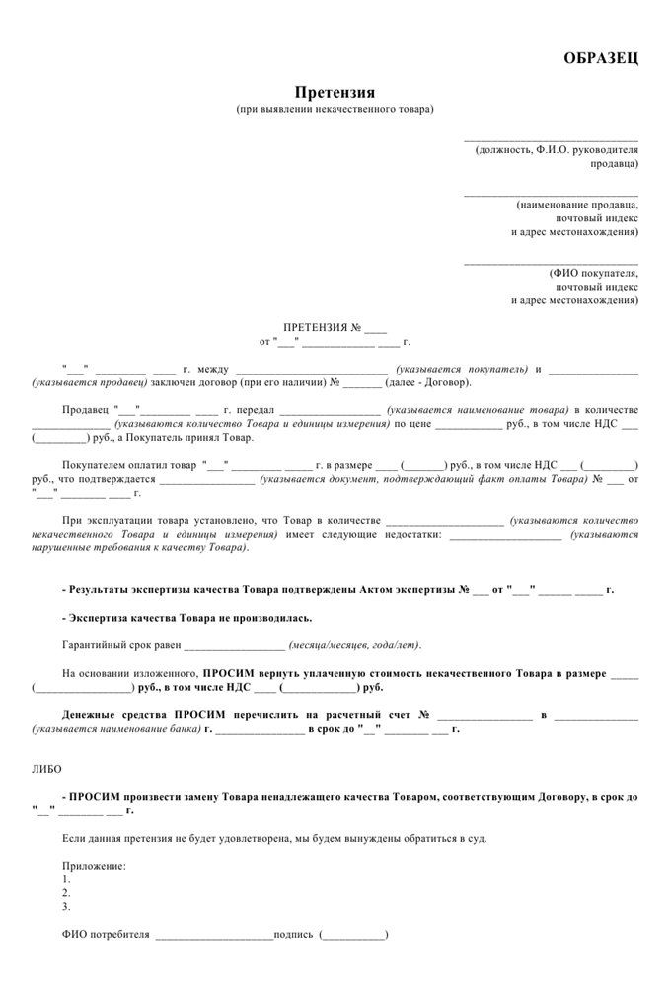 ОБРАЗЕЦ
Претензия
(при выявлении некачественного товара)
______________________________
(должность, Ф.И.О. руководителя
продавца)
______________________________
(наименование продавца,
почтовый индекс
и адрес местонахождения)
______________________________
(ФИО покупателя,
почтовый индекс
и адрес местонахождения)
ПРЕТЕНЗИЯ № ____
от "___" _____________ ____ г.
"___" _________ ____ г. между ___________________________ (указывается покупатель) и ________________
(указывается продавец) заключен договор (при его наличии) № _______ (далее - Договор).
Продавец "___"_________ ____ г. передал __________________ (указывается наименование товара) в количестве
______________ (указываются количество Товара и единицы измерения) по цене ____________ руб., в том числе НДС ___
(_________) руб., а Покупатель принял Товар.
Покупателем оплатил товар "___" _________ _____ г. в размере ____ (_______) руб., в том числе НДС ___ (_________)
руб., что подтверждается _________________ (указывается документ, подтверждающий факт оплаты Товара) № ___ от
"___" ________ ____ г.
При эксплуатации товара установлено, что Товар в количестве _____________________ (указываются количество
некачественного Товара и единицы измерения) имеет следующие недостатки: ____________________ (указываются
нарушенные требования к качеству Товара).
- Результаты экспертизы качества Товара подтверждены Актом экспертизы № ___ от "___" ______ _____ г.
- Экспертиза качества Товара не производилась.
Гарантийный срок равен __________________ (месяца/месяцев, года/лет).
На основании изложенного, ПРОСИМ вернуть уплаченную стоимость некачественного Товара в размере _____
(_________________) руб., в том числе НДС ____ (_____________) руб.
Денежные средства ПРОСИМ перечислить на расчетный счет № _________________ в _______________
(указывается наименование банка) г. ________________ в срок до "__" ________ ___ г.
ЛИБО
- ПРОСИМ произвести замену Товара ненадлежащего качества Товаром, соответствующим Договору, в срок до
"__" ________ ___ г.
Если данная претензия не будет удовлетворена, мы будем вынуждены обратиться в суд.
Приложение:
1.
2.
3.
ФИО потребителя _____________________подпись (___________)